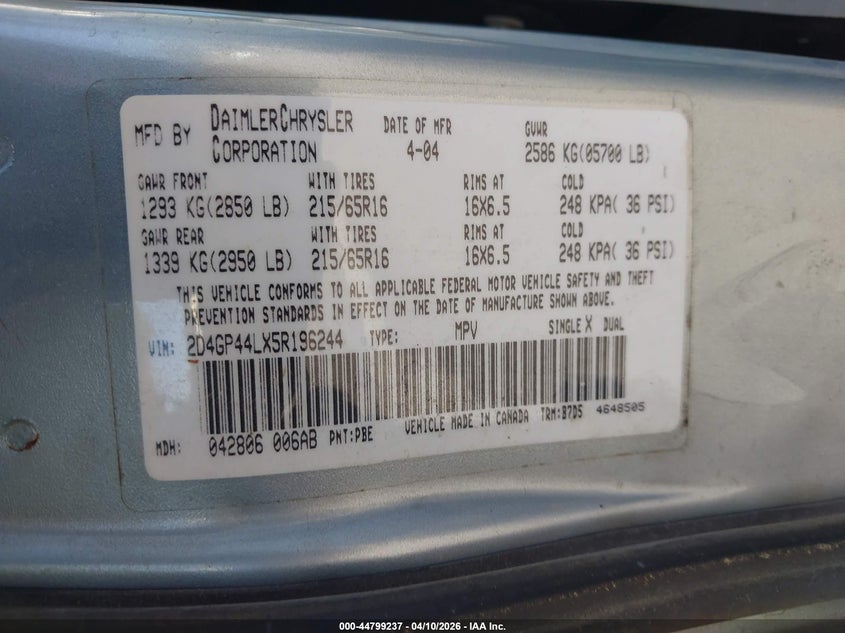 MFD BY DAIMLERCHRYSLER CORPORATION DATE OF MFR 4-04 GVWR 2586 KG(05700 LB)
GAWR FRONT WITH TIRES RIMS AT COLD
1293 KG(2850 LB) 215/65R16 16X6.5 248 KPA( 36 PSI)
GAWR REAR WITH TIRES RIMS AT COLD
1339 KG(2950 LB) 215/65R16 16X6.5 248 KPA( 36 PSI)
THIS VEHICLE CONFORMS TO ALL APPLICABLE FEDERAL MOTOR VEHICLE SAFETY AND THEFT
PREVENTION STANDARDS IN EFFECT ON THE DATE OF MANUFACTURE SHOWN ABOVE.
VIN: 2D4GP44LX5R196244 TYPE: MPV SINGLE X DUAL
MDH: 042806 006AB PNT:PBE VEHICLE MADE IN CANADA TRM:B7D5 4648505
000-44799237 - 04/10/2026 - IAA Inc.